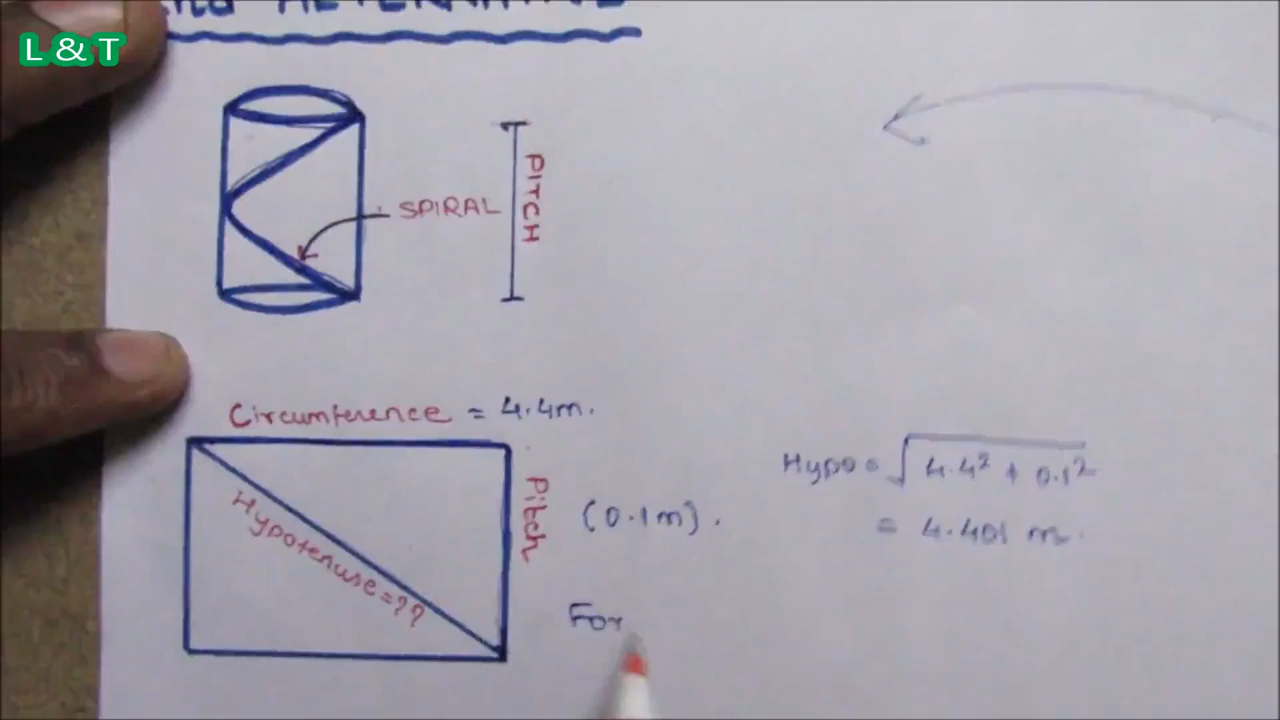 L & T
SPIRAL
PITCH
Circumference = 4.4m.
Hypotenuse=??
Pitch
(0.1m).
Hypo = √4.4² + 0.1²
= 4.401 m.
For